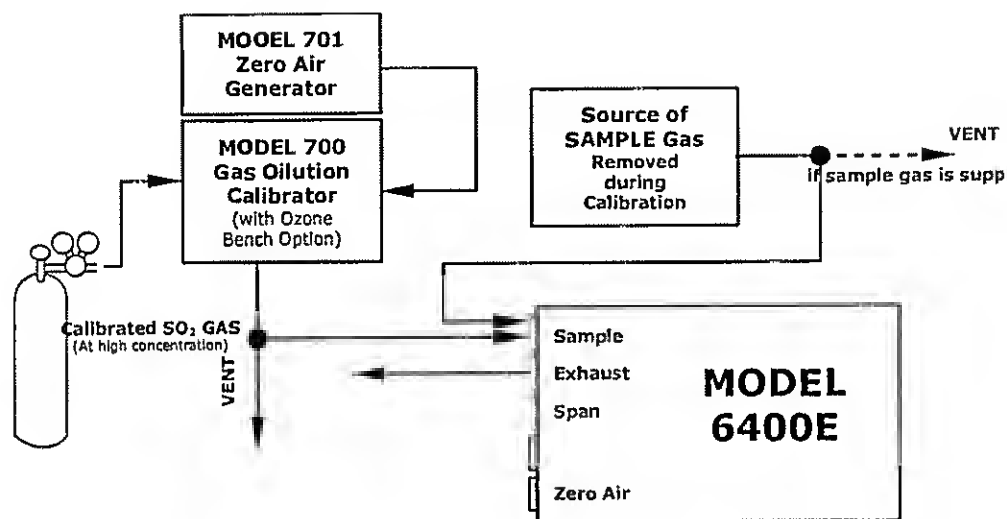 MOOEL 701
Zero Air
Generator
MODEL 700
Gas Oilution
Calibrator
(with Ozone
Bench Option)
Source of
SAMPLE Gas
Removed
during
Calibration
VENT
if sample gas is supp
Calibrated SO₂ GAS
(At high concentration)
VENT
Sample
Exhaust
Span
Zero Air
MODEL
6400E